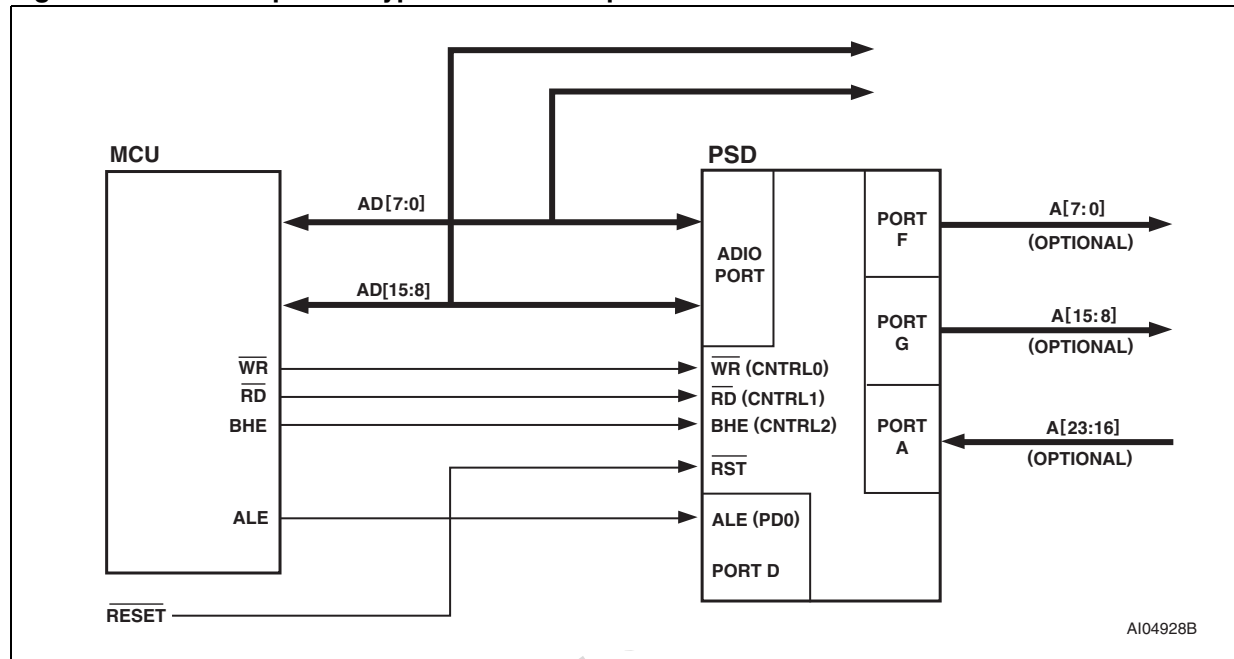 MCU
PSD
AD[7:0]
AD[15:8]
ADIO
PORT
PORT
F
A[7:0]
(OPTIONAL)
PORT
G
A[15:8]
(OPTIONAL)
PORT
A
A[23:16]
(OPTIONAL)
WR
RD
BHE
ALE
WR (CNTRL0)
RD (CNTRL1)
BHE (CNTRL2)
RST
ALE (PD0)
PORT D
RESET
AI04928B